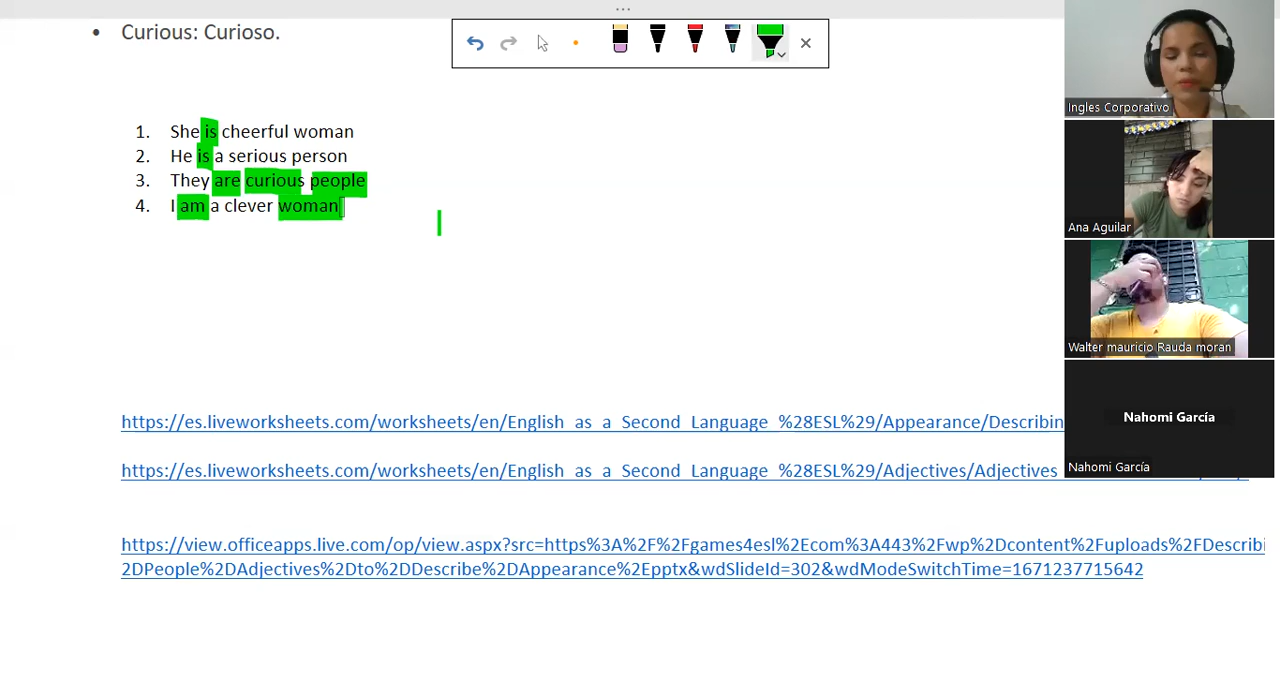 • Curious: Curioso.
1. She is cheerful woman
2. He is a serious person
3. They are curious people
4. I am a clever woman
https://es.liveworksheets.com/worksheets/en/English_as_a_Second_Language_%28ESL%29/Appearance/Describin
https://es.liveworksheets.com/worksheets/en/English_as_a_Second_Language_%28ESL%29/Adjectives/Adjectives
https://view.officeapps.live.com/op/view.aspx?src=https%3A%2F%2Fgames4esl%2Ecom%3A443%2Fwp%2Dcontent%2Fuploads%2FDescribi
2DPeople%2DAdjectives%2Dto%2DDescribe%2DAppearance%2Epptx&wdSlideId=302&wdModeSwitchTime=1671237715642
Ingles Corporativo
Ana Aguilar
Walter mauricio Rauda moran
Nahomi García
Nahomi García